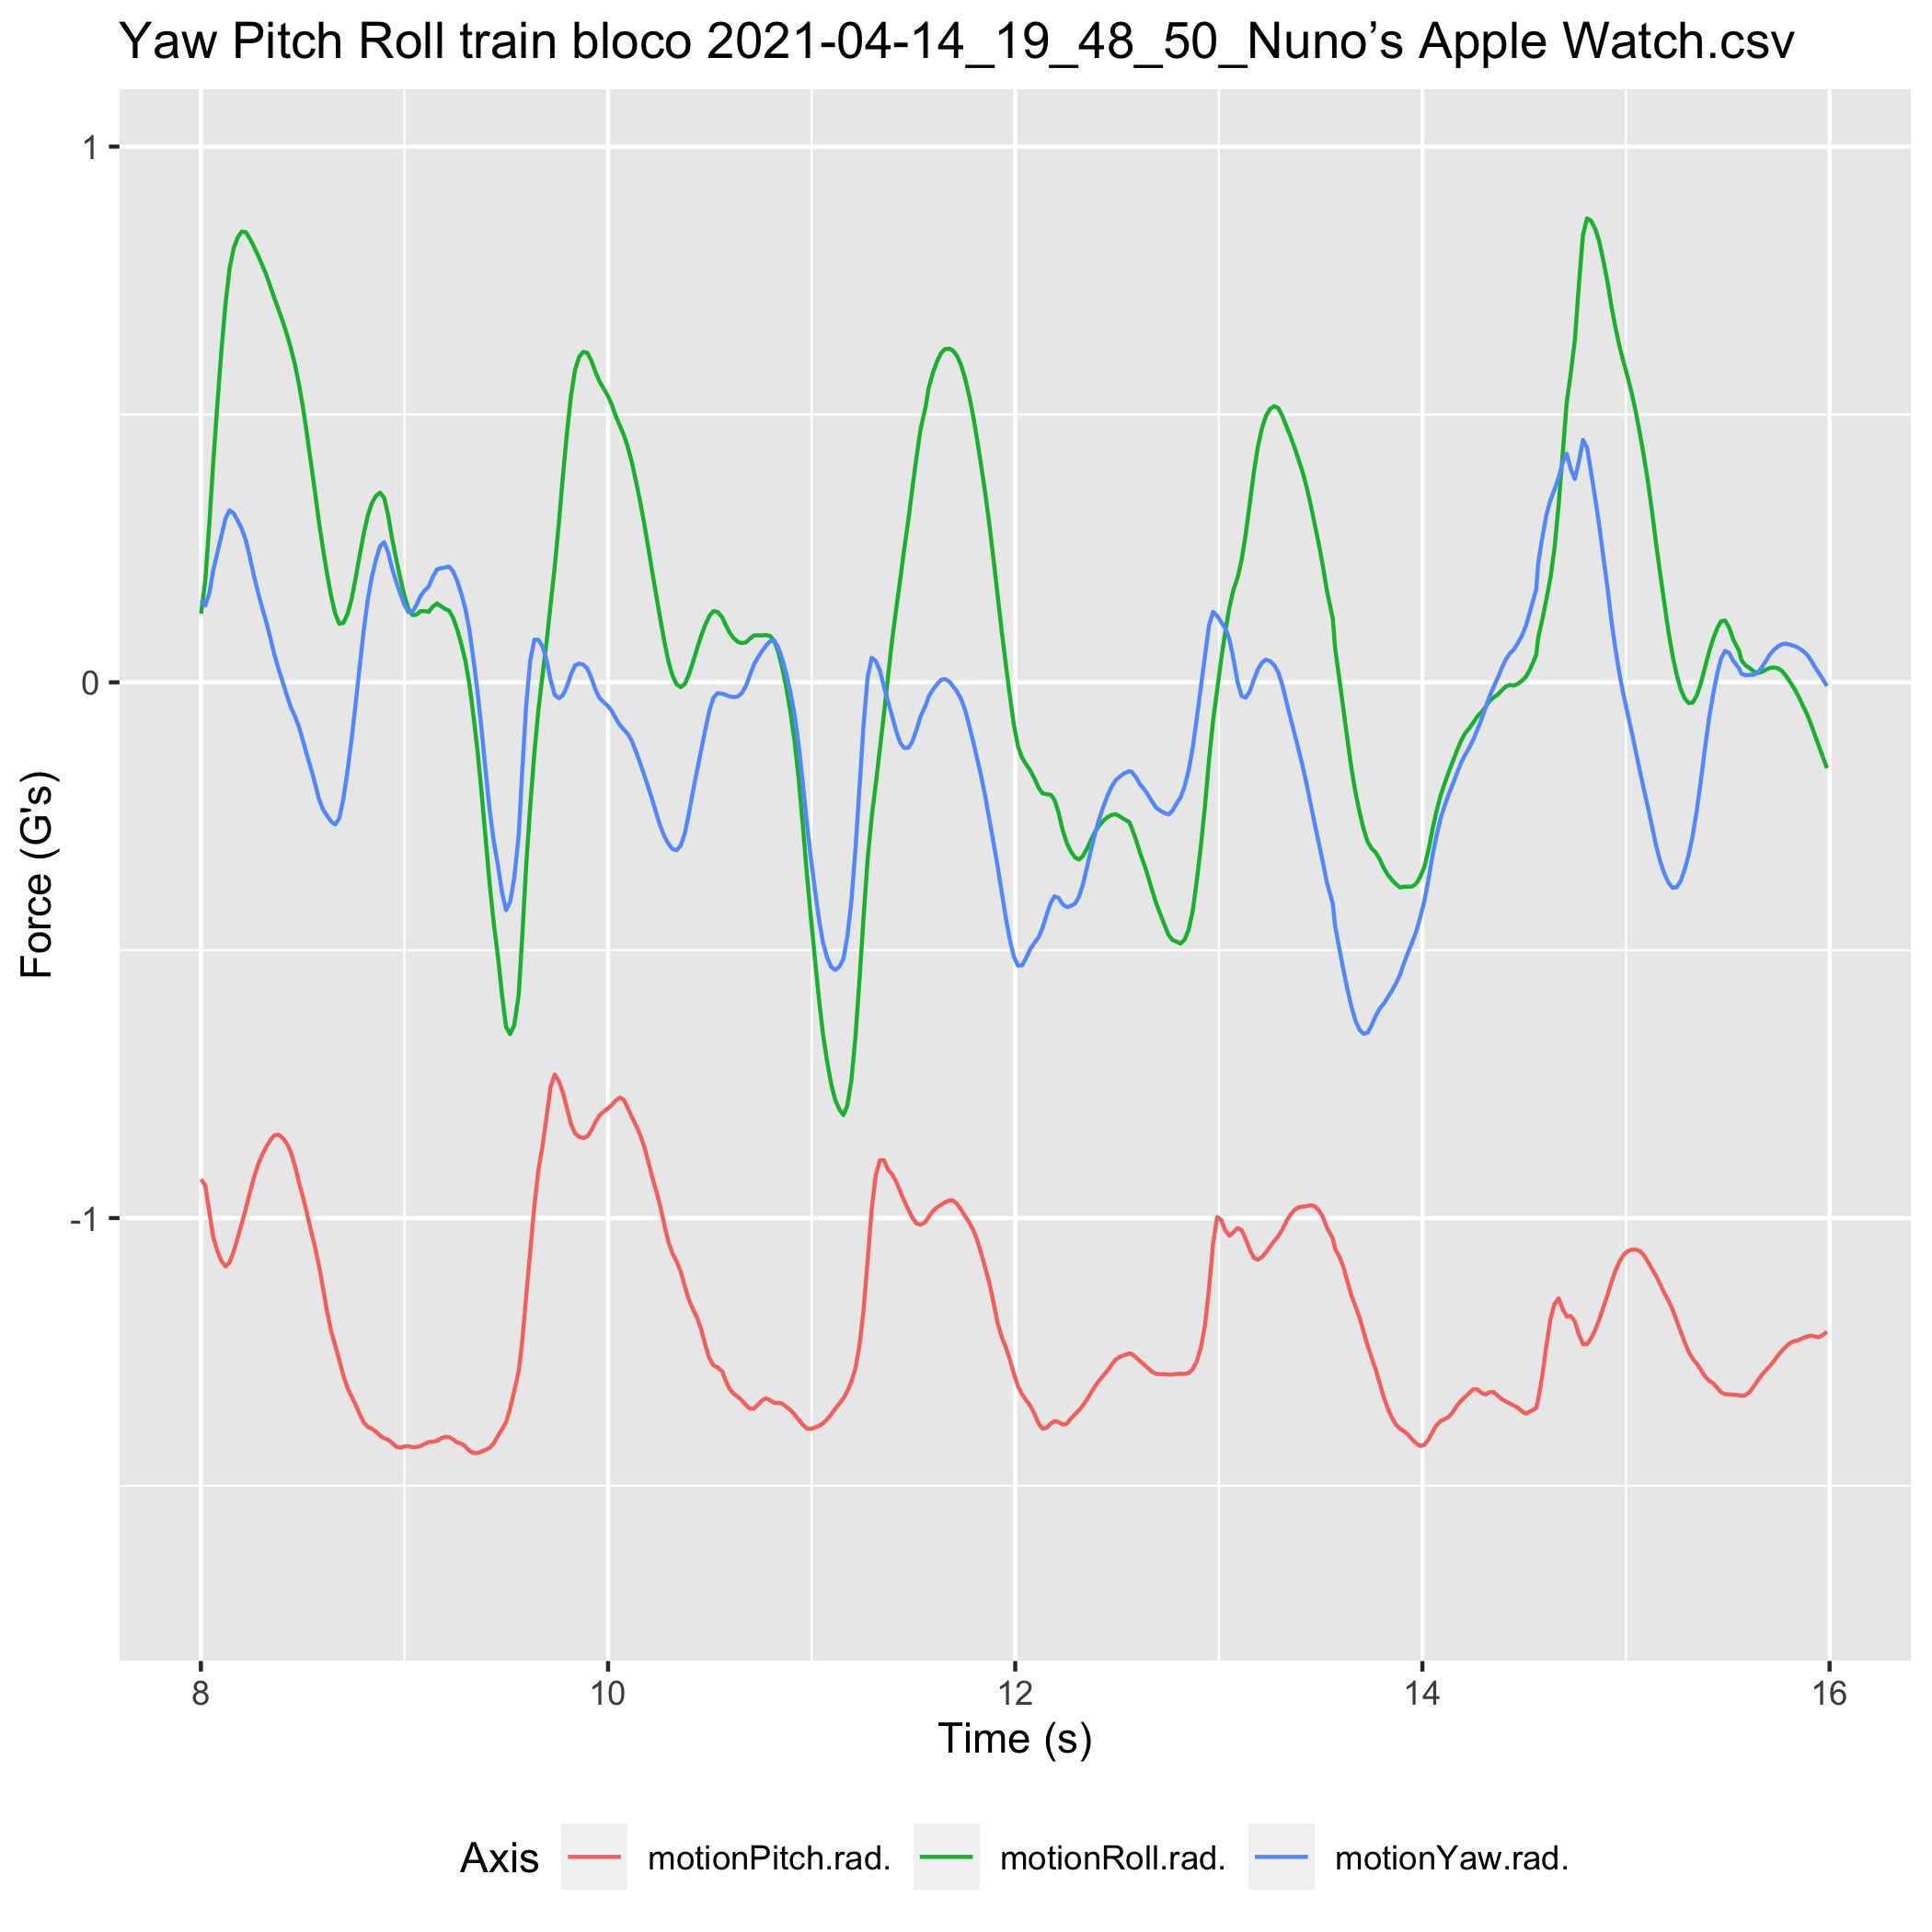 Yaw Pitch Roll train bloco 2021-04-14_19_48_50_Nuno’s Apple Watch.csv
1
0
-1
Force (G's)
8 10 12 14 16
Time (s)
Axis motionPitch.rad. motionRoll.rad. motionYaw.rad.